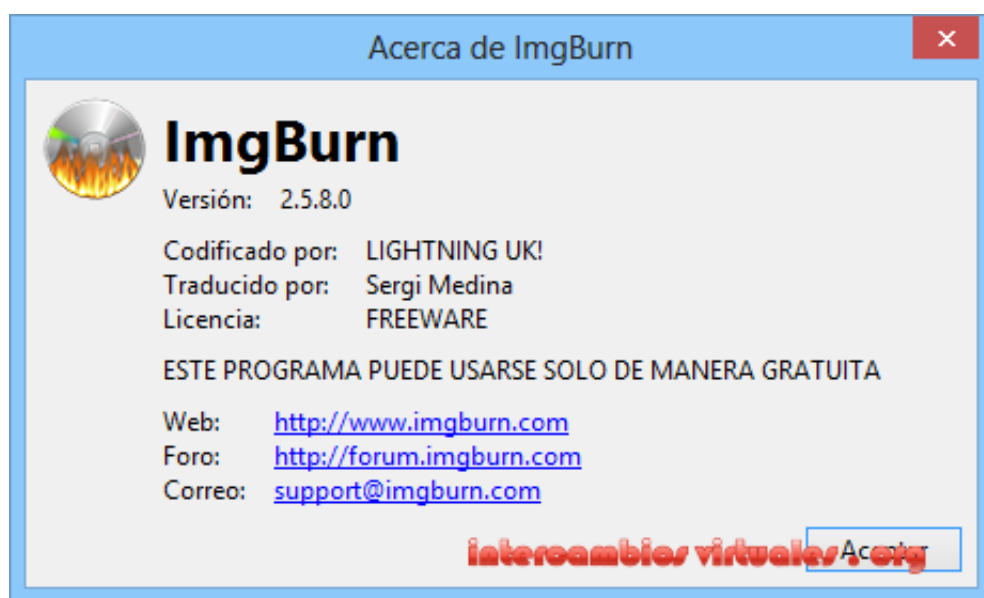 Acerca de ImgBurn
ImgBurn
Versión: 2.5.8.0
Codificado por: LIGHTNING UK!
Traducido por: Sergi Medina
Licencia: FREEWARE
ESTE PROGRAMA PUEDE USARSE SOLO DE MANERA GRATUITA
Web: http://www.imgburn.com
Foro: http://forum.imgburn.com
Correo: support@imgburn.com
Aceptar
intercambios virtuales . org